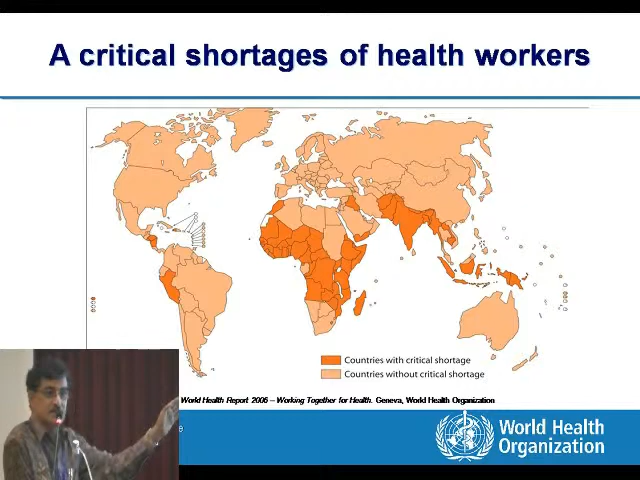 A critical shortages of health workers
Countries with critical shortage
Countries without critical shortage
World Health Report 2006 – Working Together for Health. Geneva, World Health Organization
9
World Health
Organization